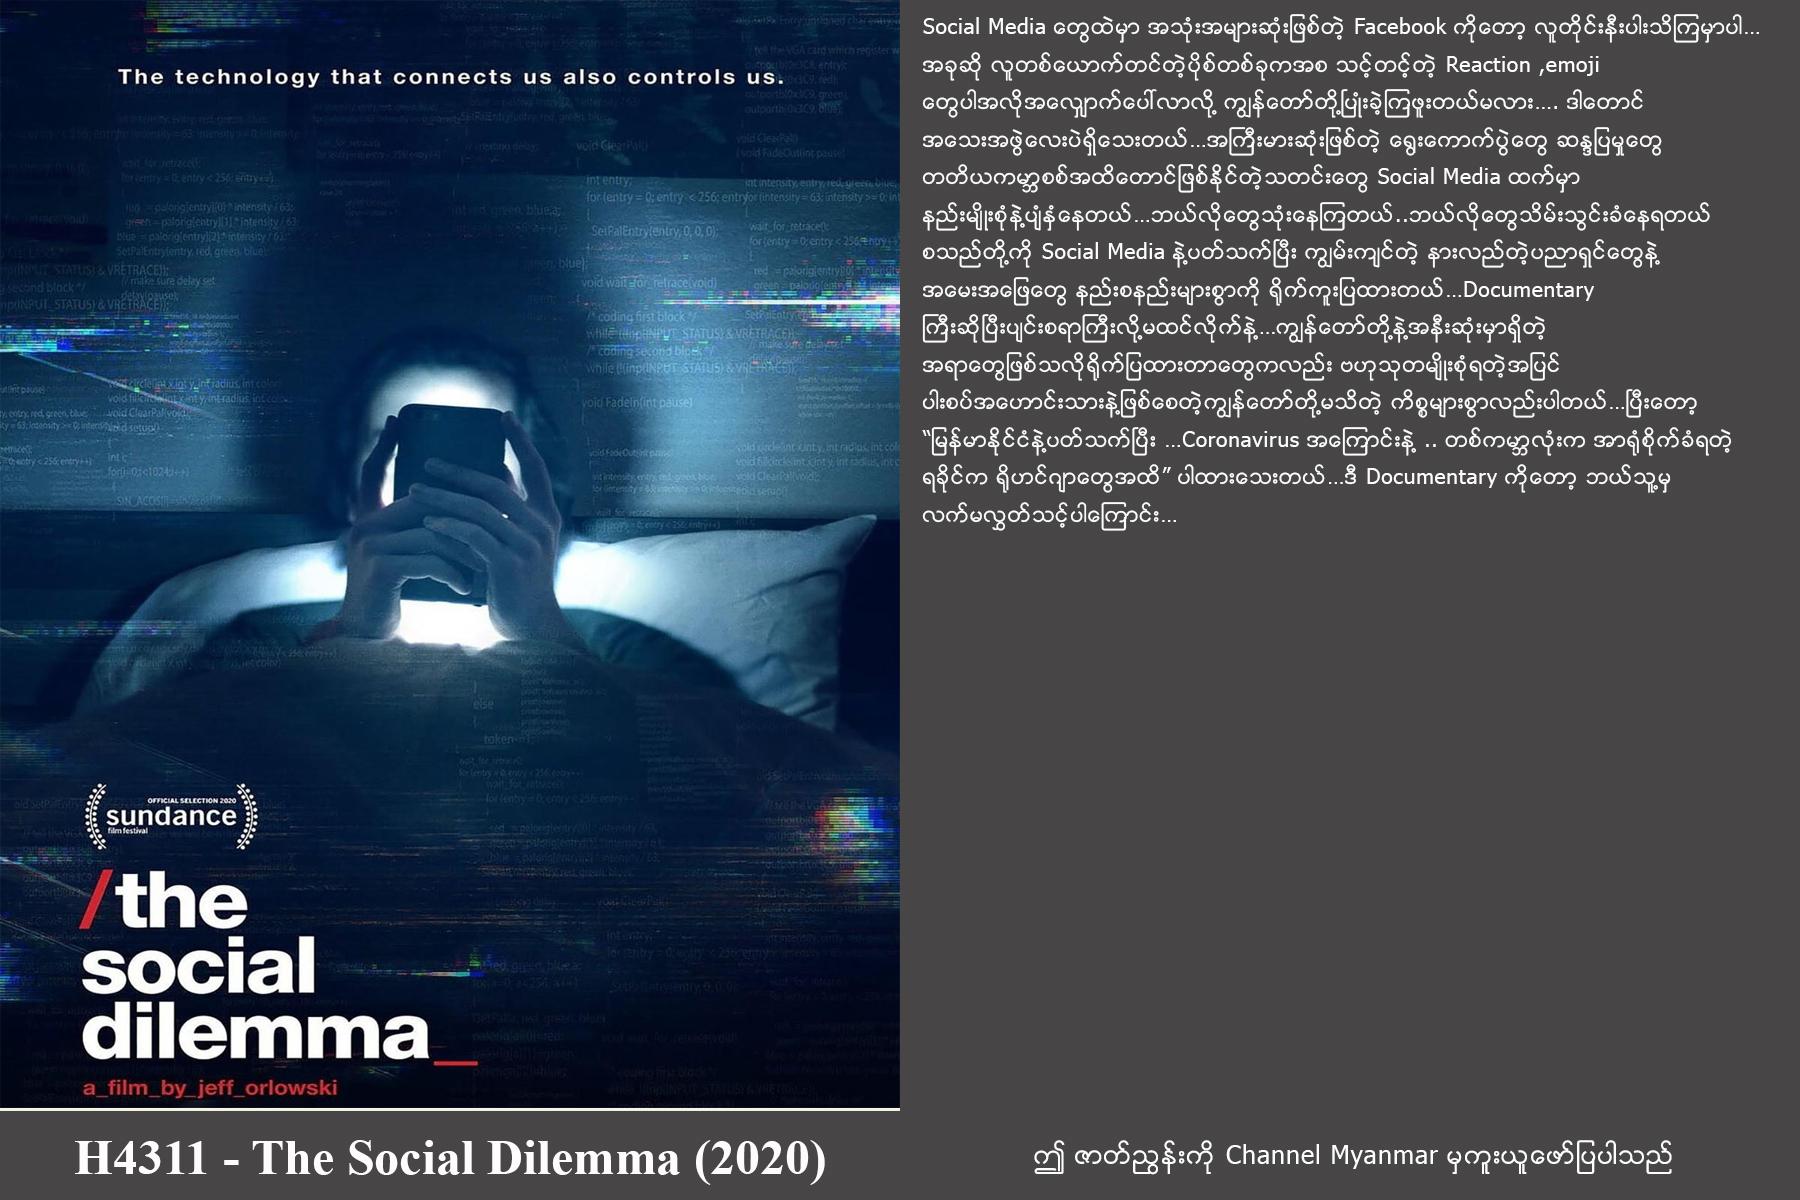 The technology that connects us also controls us.
OFFICIAL SELECTION 2020
sundance
film festival
/the
social
dilemma_
a_film_by_jeff_orlowski
H4311 - The Social Dilemma (2020)
Social Media တွေထဲမှာ အသုံးအများဆုံးဖြစ်တဲ့ Facebook ကိုတော့ လူတိုင်းနီးပါးသိကြမှာပါ...
အခုဆို လူတစ်ယောက်တင်တဲ့ပိုစ်တစ်ခုကအစ သင့်တင့်တဲ့ Reaction ,emoji
တွေပါအလိုအလျှောက်ပေါ်လာလို့ ကျွန်တော်တို့ပြုံးခဲ့ကြဖူးတယ်မလား.... ဒါတောင်
အသေးအဖွဲလေးပဲရှိသေးတယ်...အကြီးမားဆုံးဖြစ်တဲ့ ရွေးကောက်ပွဲတွေ ဆန္ဒပြမှုတွေ
တတိယကမ္ဘာစစ်အထိတောင်ဖြစ်နိုင်တဲ့သတင်းတွေ Social Media ထက်မှာ
နည်းမျိုးစုံနဲ့ပျံနှံနေတယ်...ဘယ်လိုတွေသုံးနေကြတယ်..ဘယ်လိုတွေသိမ်းသွင်းခံနေရတယ်
စသည်တို့ကို Social Media နဲ့ပတ်သက်ပြီး ကျွမ်းကျင်တဲ့ နားလည်တဲ့ပညာရှင်တွေနဲ့
အမေးအဖြေတွေ နည်းစနည်းများစွာကို ရိုက်ကူးပြထားတယ်...Documentary
ကြီးဆိုပြီးပျင်းစရာကြီးလို့မထင်လိုက်နဲ့...ကျွန်တော်တို့နဲ့အနီးဆုံးမှာရှိတဲ့
အရာတွေဖြစ်သလိုရိုက်ပြထားတာတွေကလည်း ဗဟုသုတမျိုးစုံရတဲ့အပြင်
ပါးစပ်အဟောင်းသားနဲ့ဖြစ်စေတဲ့ကျွန်တော်တို့မသိတဲ့ ကိစ္စများစွာလည်းပါတယ်...ပြီးတော့
“မြန်မာနိုင်ငံနဲ့ပတ်သက်ပြီး ...Coronavirus အကြောင်းနဲ့ .. တစ်ကမ္ဘာလုံးက အာရုံစိုက်ခံရတဲ့
ရခိုင်က ရိုဟင်ဂျာတွေအထိ” ပါထားသေးတယ်...ဒီ Documentary ကိုတော့ ဘယ်သူ့မှ
လက်မလွှတ်သင့်ပါကြောင်း...
ဤ ဇာတ်ညွှန်းကို Channel Myanmar မှကူးယူဖော်ပြပါသည်